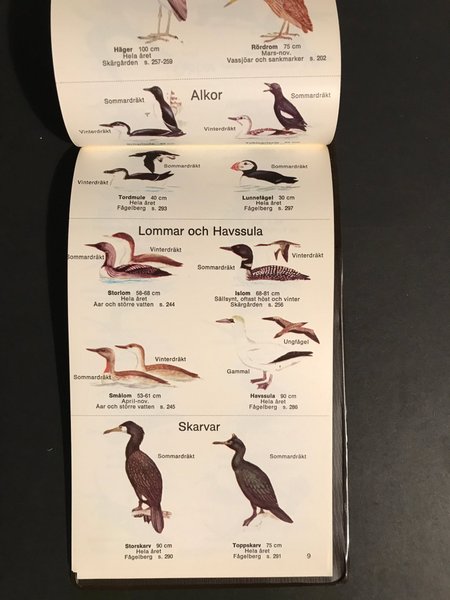 Häger 100 cm
Hela året
Skärgården s. 257-259
Rördrom 75 cm
Mars-nov.
Vassjöar och sankmarker s. 202
Alkor
Sommardräkt
Sommardräkt
Vinterdräkt
Vinterdräkt
Vinterdräkt
Sommardräkt
Sommardräkt
Tordmule 40 cm
Hela året
Fågelberg s. 293
Lunnefågel 30 cm
Hela året
Fågelberg s. 297
Lommar och Havssula
Vinterdräkt
Sommardräkt
Vinterdräkt
Sommardräkt
Storlom 56-68 cm
Hela året
Åar och större vatten s. 244
Islom 68-81 cm
Sällsynt, oftast höst och vinter
Skärgården s. 256
Vinterdräkt
Sommardräkt
Ungfågel
Gammal
Smålom 53-61 cm
April-nov.
Åar och större vatten s. 245
Havssula 90 cm
Hela året
Fågelberg s. 286
Skarvar
Sommardräkt
Sommardräkt
Storskarv 90 cm
Hela året
Fågelberg s. 290
Toppskarv 75 cm
Hela året
Fågelberg s. 291
9